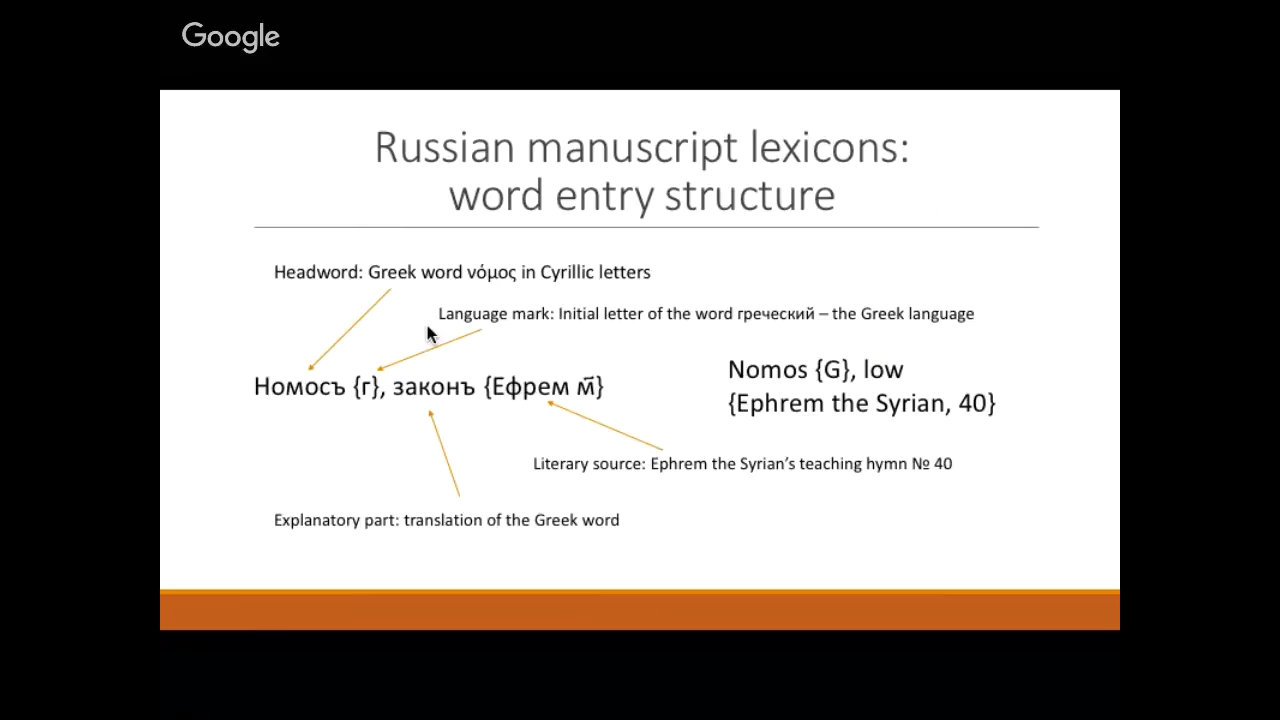 Google
Russian manuscript lexicons:
word entry structure
Headword: Greek word νόμος in Cyrillic letters
Language mark: Initial letter of the word греческий – the Greek language
Номосъ {г}, законъ {Ефрем м҃}
Nomos {G}, low
{Ephrem the Syrian, 40}
Literary source: Ephrem the Syrian’s teaching hymn № 40
Explanatory part: translation of the Greek word